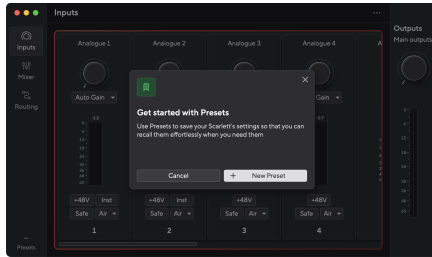 Inputs
Outputs
Main outputs
Inputs
Mixer
Routing
Presets
Analogue 1
Analogue 2
Analogue 3
Analogue 4
A
Auto Gain
Gain
Get started with Presets
Use Presets to save your Scarlett's settings so that you can
recall them effortlessly when you need them
Cancel
+ New Preset
+48V Inst
+48V Inst
+48V
+48V
Safe Air
Safe Air
Safe Air
Safe Air
1
2
3
4